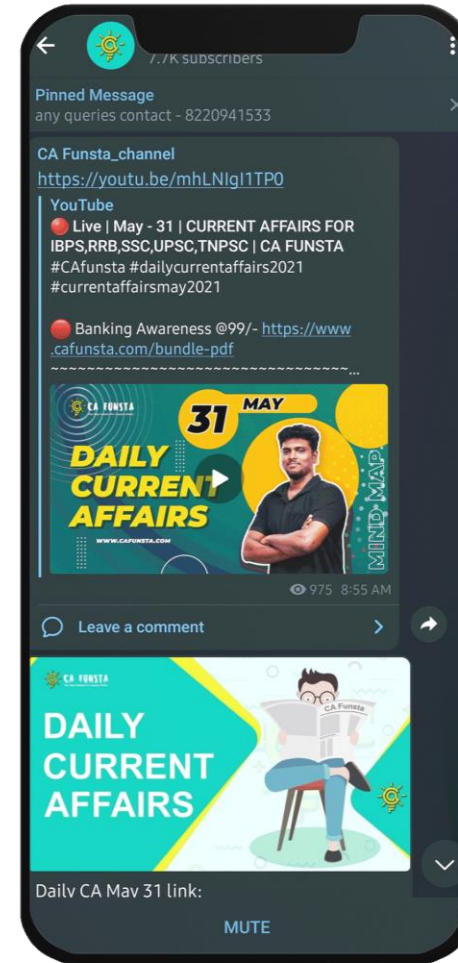 7.7K subscribers
Pinned Message
any queries contact - 8220941533
CA Funsta_channel
https://youtu.be/mhLNIgI1TP0
YouTube
🔴 Live | May - 31 | CURRENT AFFAIRS FOR
IBPS,RRB,SSC,UPSC,TNPSC | CA FUNSTA
#CAfunsta #dailycurrentaffairs2021
#currentaffairsmay2021
🔴 Banking Awareness @99/- https://www
.cafunsta.com/bundle-pdf
~~~~~~~~~~~~~~~~~~~~~~~~~~~~~~~~~~...
CA FUNSTA
31 MAY
DAILY
CURRENT
AFFAIRS
WWW.CAFUNSTA.COM
MIND MAP
975 8:55 AM
Leave a comment
CA FUNSTA
CA Funsta
DAILY
CURRENT
AFFAIRS
Daily CA May 31 link:
MUTE